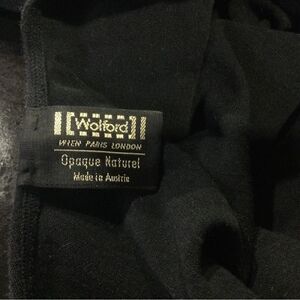 Wolford
WIEN PARIS LONDON
Opaque Naturel
Made in Austria